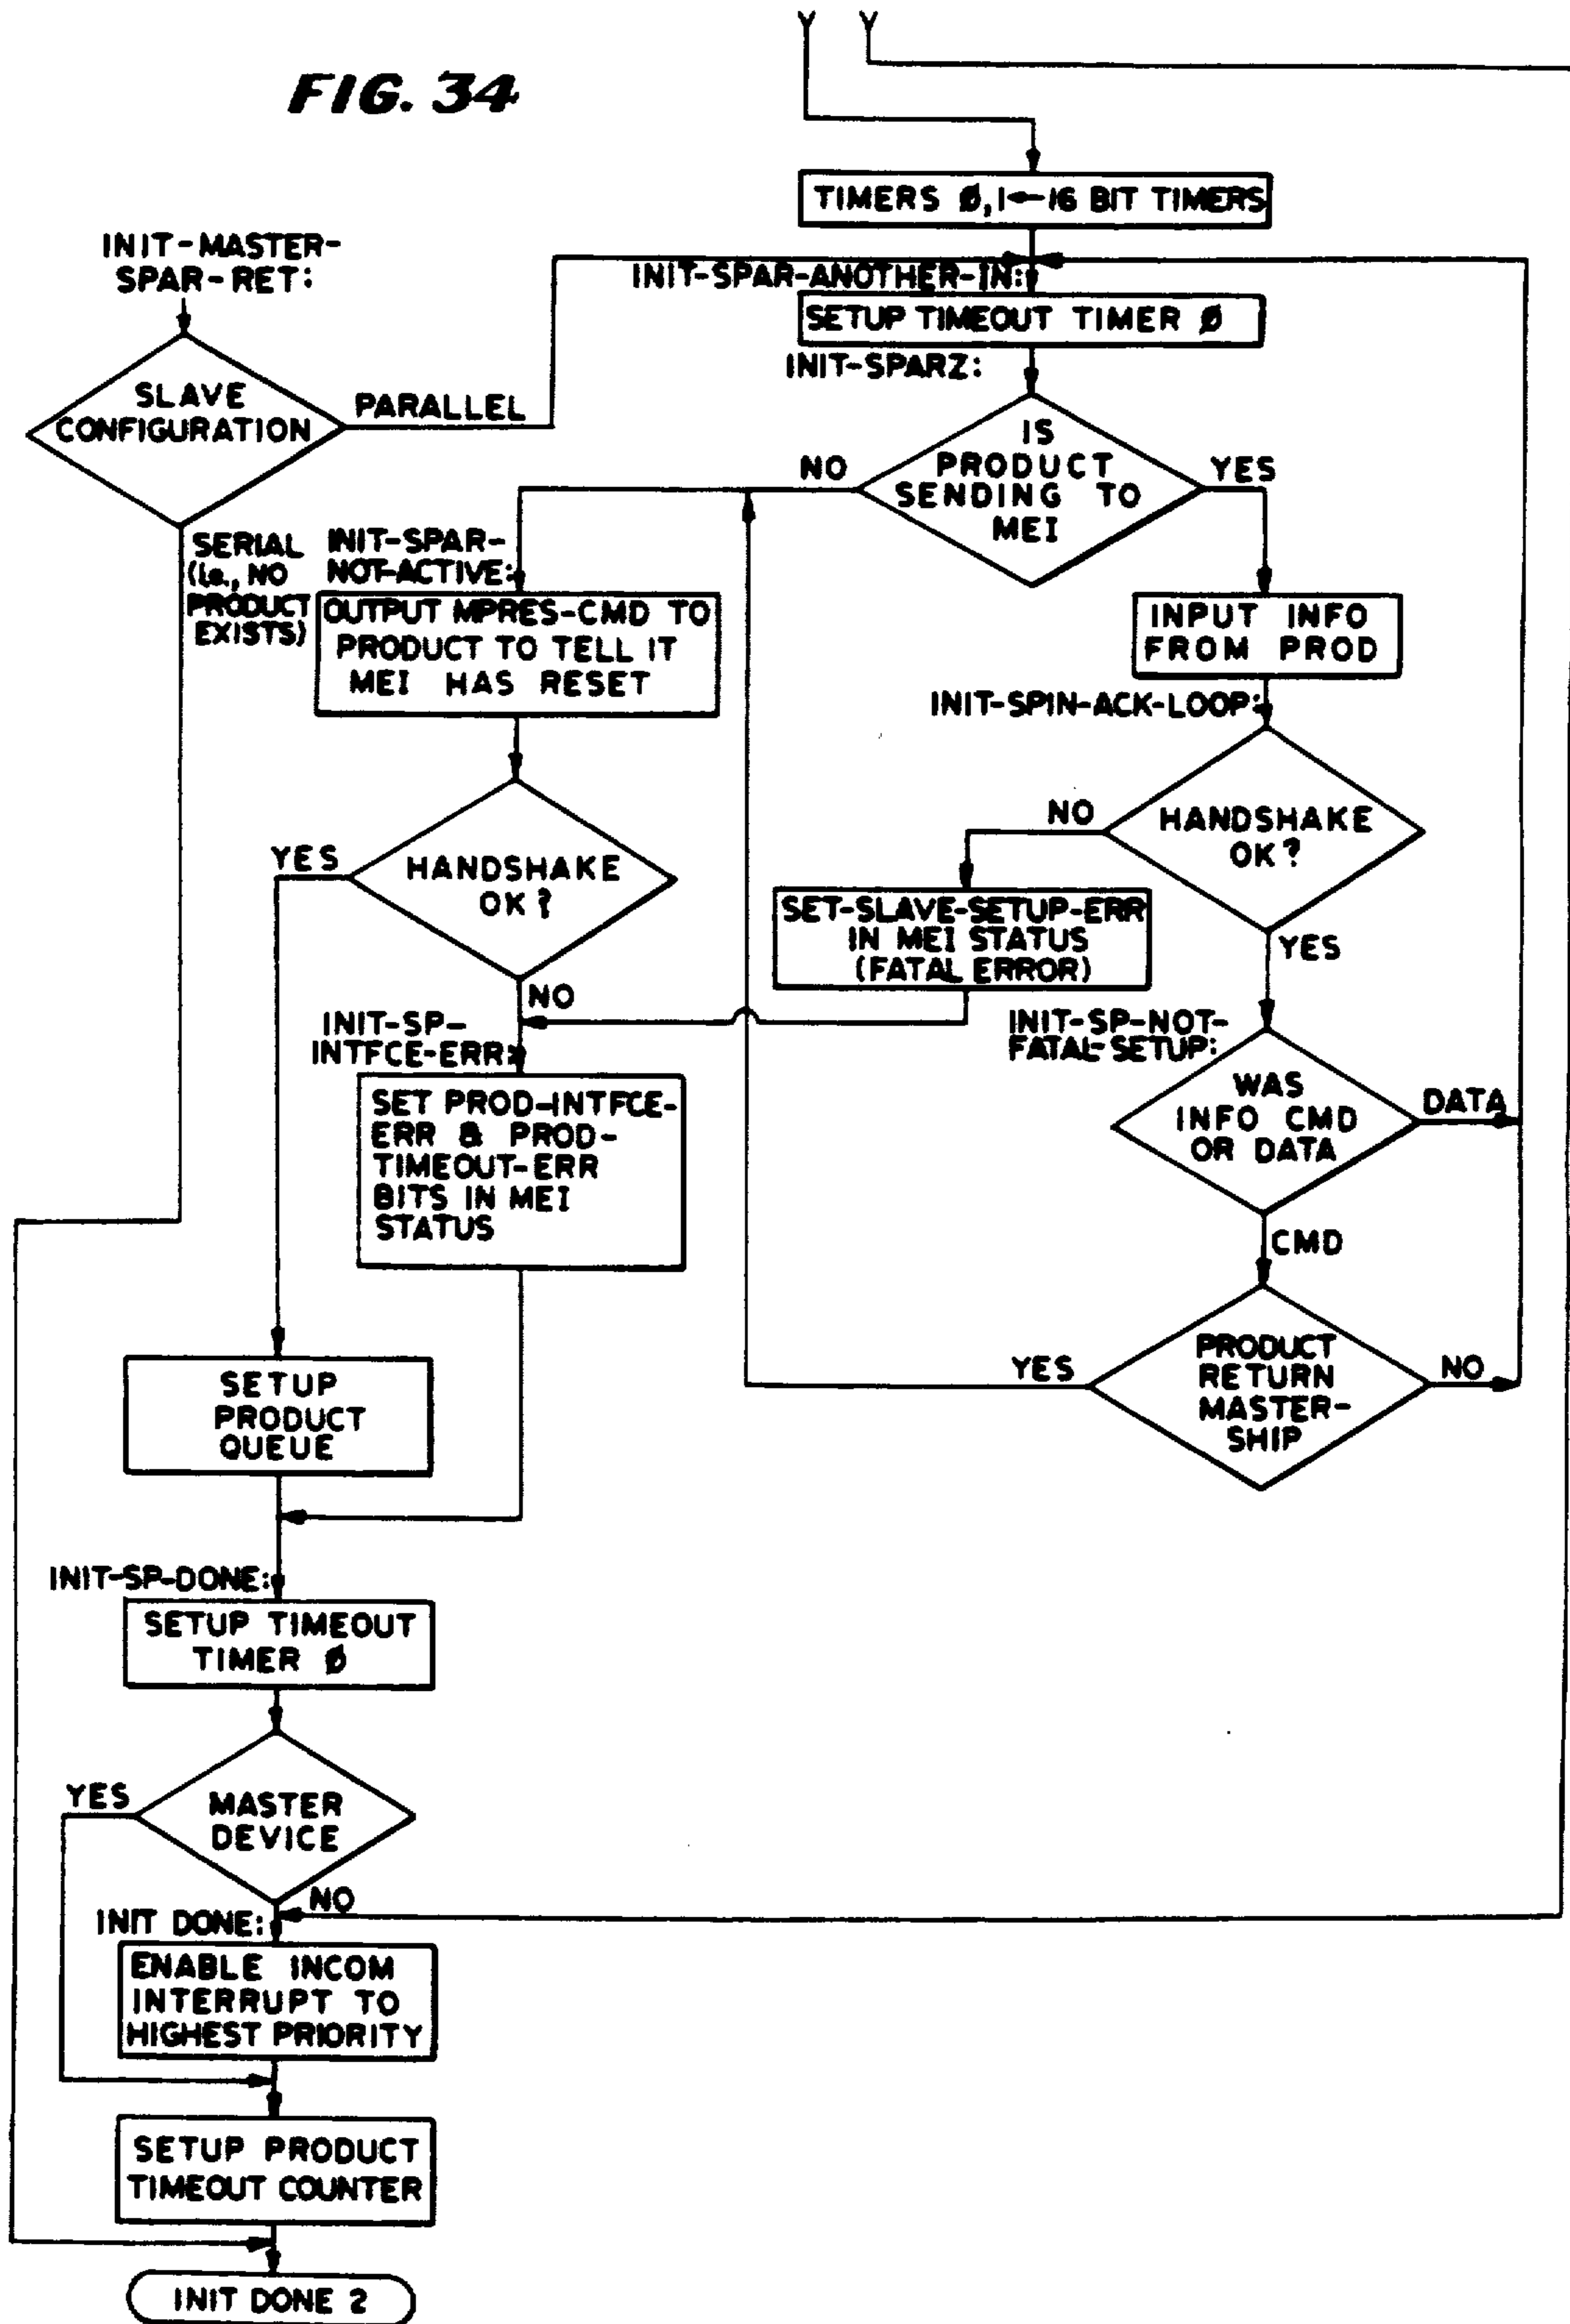 Y Y
FIG. 34
TIMERS Ø,1←16 BIT TIMERS
INIT-MASTER-
SPAR-RET:
INIT-SPAR-ANOTHER-IN:
SETUP TIMEOUT TIMER Ø
INIT-SPARZ:
SLAVE
CONFIGURATION
PARALLEL
IS
PRODUCT
SENDING TO
MEI
NO
YES
SERIAL
(i.e., NO
PRODUCT
EXISTS)
INIT-SPAR-
NOT-ACTIVE:
OUTPUT MPRES-CMD TO
PRODUCT TO TELL IT
MEI HAS RESET
INPUT INFO
FROM PROD
INIT-SPIN-ACK-LOOP:
HANDSHAKE
OK?
NO
YES
HANDSHAKE
OK?
YES
NO
SET-SLAVE-SETUP-ERR
IN MEI STATUS
(FATAL ERROR)
INIT-SP-
INTFCE-ERR:
INIT-SP-NOT-
FATAL-SETUP:
SET PROD-INTFCE-
ERR & PROD-
TIMEOUT-ERR
BITS IN MEI
STATUS
WAS
INFO CMD
OR DATA
DATA
CMD
PRODUCT
RETURN
MASTER-
SHIP
YES
NO
SETUP
PRODUCT
QUEUE
INIT-SP-DONE:
SETUP TIMEOUT
TIMER Ø
YES
MASTER
DEVICE
NO
INIT DONE:
ENABLE INCOM
INTERRUPT TO
HIGHEST PRIORITY
SETUP PRODUCT
TIMEOUT COUNTER
INIT DONE 2